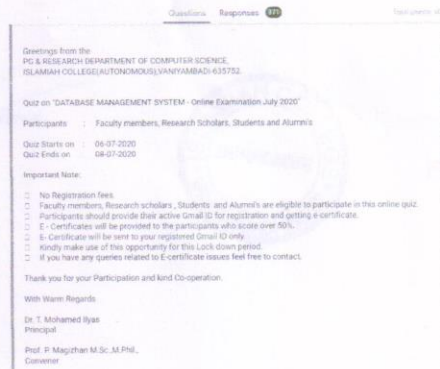 Questions Responses 371
Greetings from the
PG & RESEARCH DEPARTMENT OF COMPUTER SCIENCE,
ISLAMIAH COLLEGE(AUTONOMOUS),VANIYAMBADI-635752.
Quiz on "DATABASE MANAGEMENT SYSTEM - Online Examination July 2020"
Participants : Faculty members, Research Scholars, Students and Alumni's
Quiz Starts on : 06-07-2020
Quiz Ends on : 08-07-2020
Important Note:
No Registration fees.
Faculty members, Research scholars , Students and Alumni's are eligible to participate in this online quiz.
Participants should provide their active Gmail ID for registration and getting e-certificate.
E - Certificates will be provided to the participants who score over 50%.
E- Certificate will be sent to your registered Gmail ID only.
Kindly make use of this opportunity for this Lock down period.
If you have any queries related to E-certificate issues feel free to contact.
Thank you for your Participation and kind Co-operation.
With Warm Regards
Dr. T. Mohamed Ilyas
Principal
Prof. P. Magizhan M.Sc.,M.Phil.,
Convener